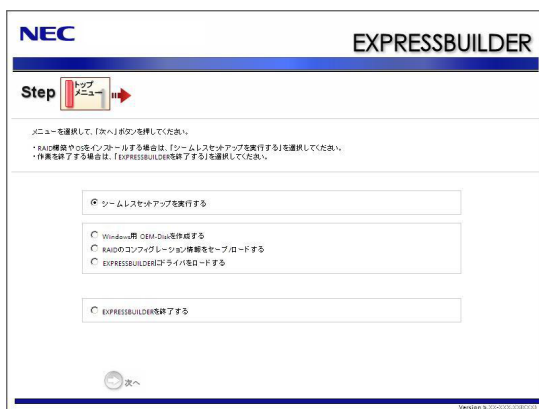 NEC
EXPRESSBUILDER
Step
トップ
メニュー
メニューを選択して、「次へ」ボタンを押してください。
・RAID構築やOSをインストールする場合は、「シームレスセットアップを実行する」を選択してください。
・作業を終了する場合は、「EXPRESSBUILDERを終了する」を選択してください。
シームレスセットアップを実行する
Windows用 OEM-Diskを作成する
RAIDのコンフィグレーション情報をセーブ/ロードする
EXPRESSBUILDERにドライバをロードする
EXPRESSBUILDERを終了する
次へ
Version